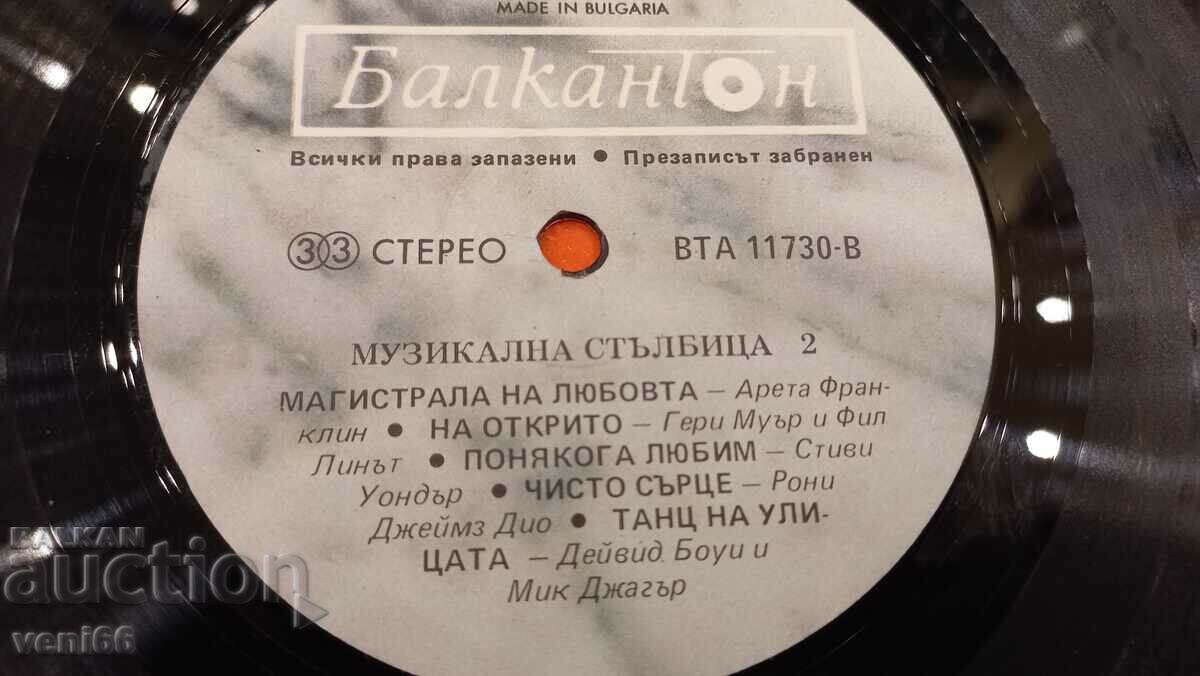 MADE IN BULGARIA
Балкантон
Всички права запазени • Презаписът забранен
33 СТЕРЕО ВТА 11730-В
МУЗИКАЛНА СТЪЛБИЦА 2
МАГИСТРАЛА НА ЛЮБОВТА – Арета Фран-
клин • НА ОТКРИТО – Гери Муър и Фил
Линът • ПОНЯКОГА ЛЮБИМ – Стиви
Уондър • ЧИСТО СЪРЦЕ – Рони
Джеймз Дио • ТАНЦ НА УЛИ-
ЦАТА – Дейвид Боуи и
Мик Джагър
BALKAN
auction
veni66